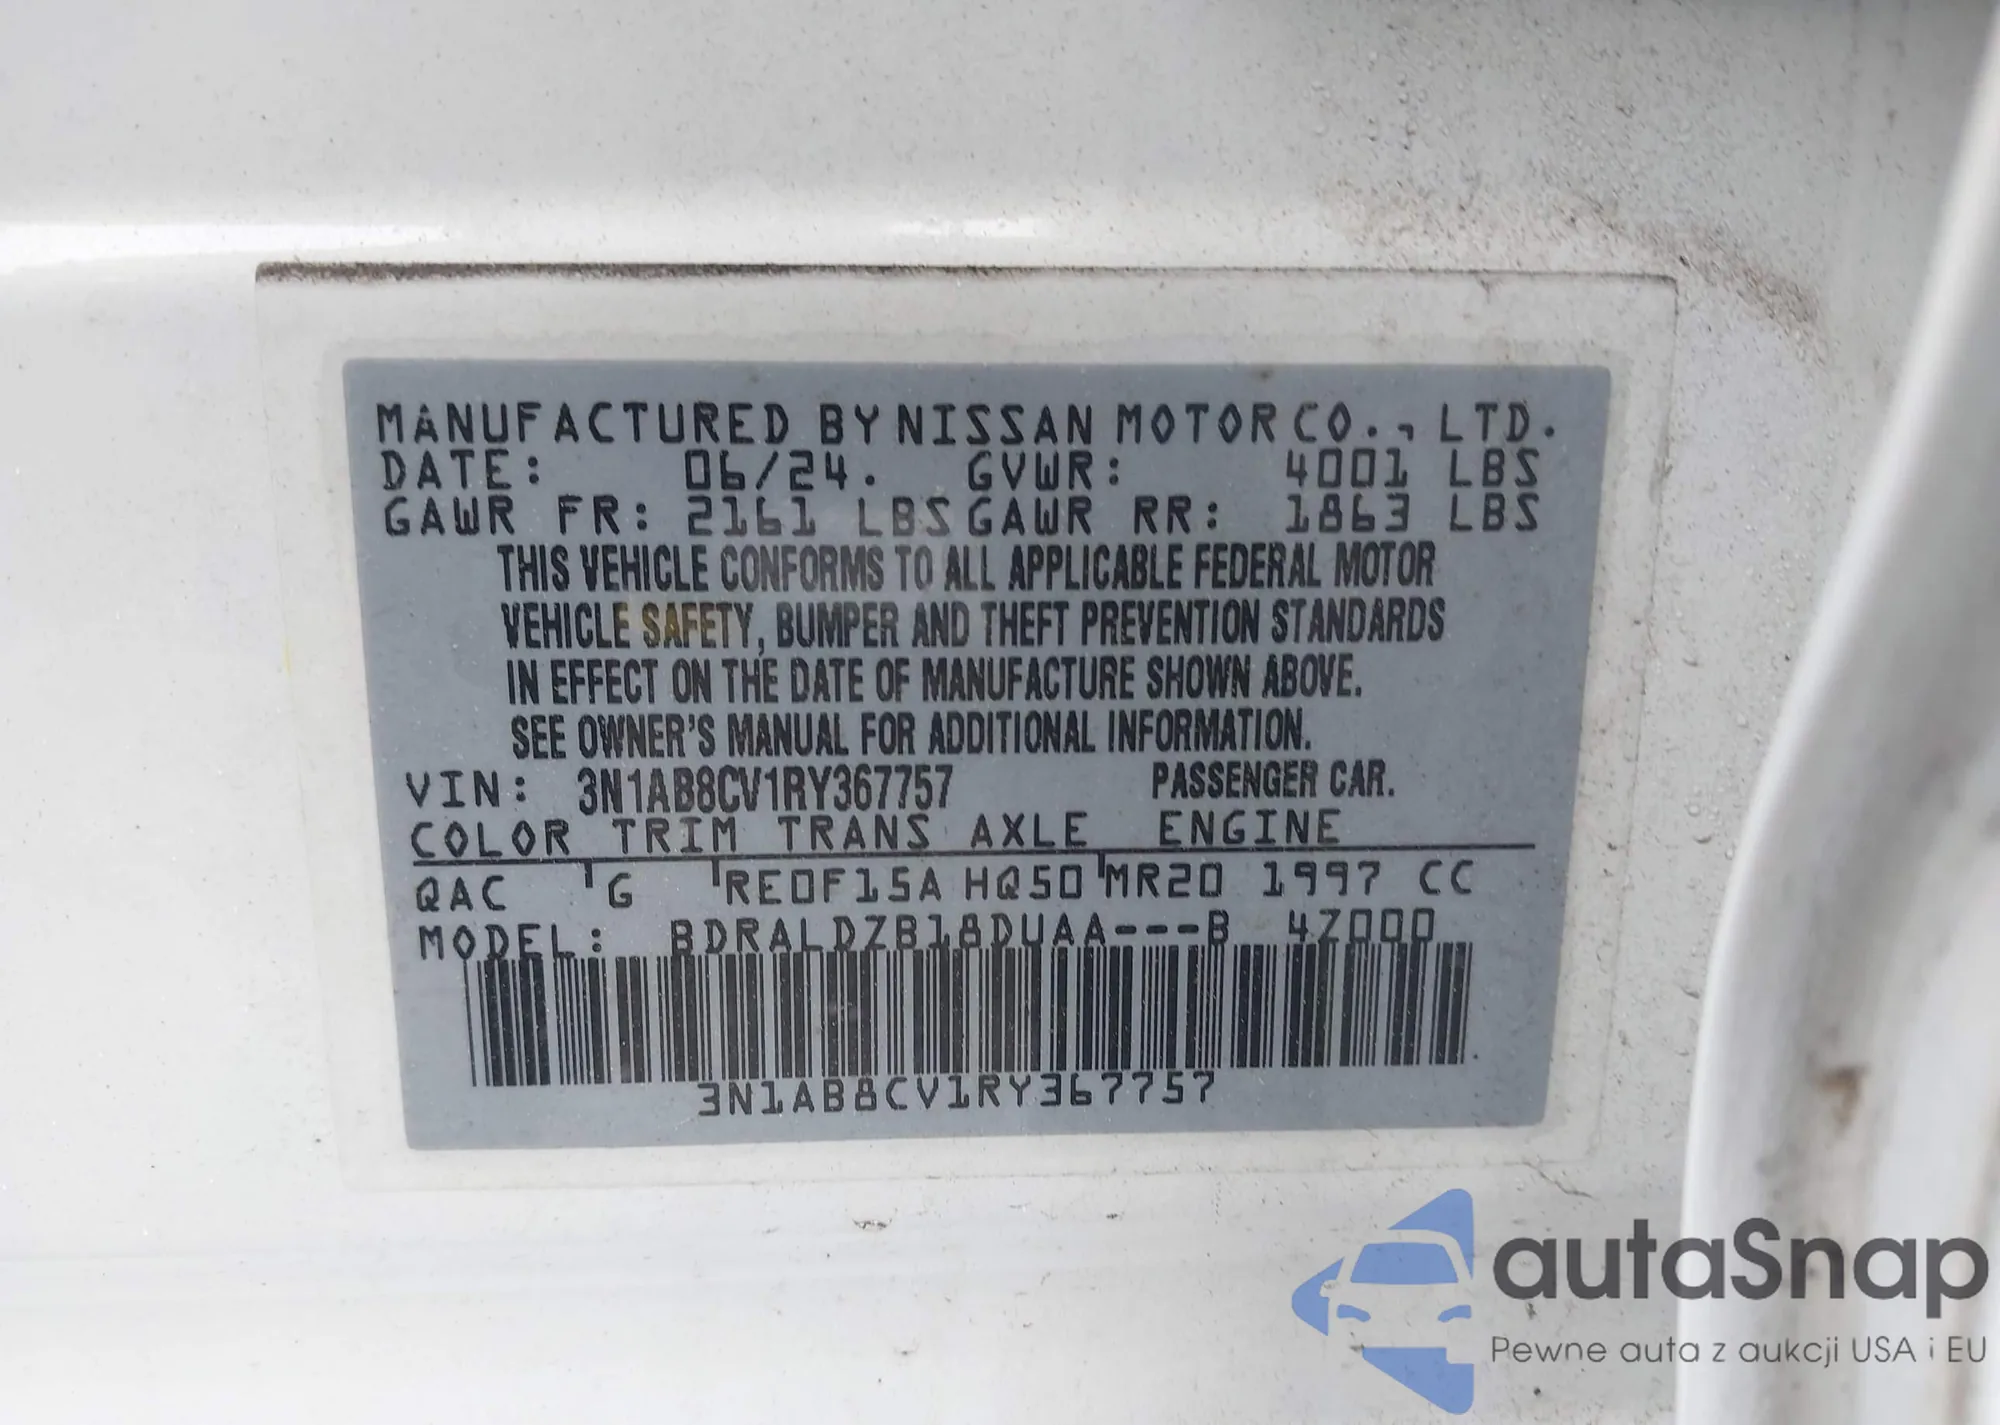 MANUFACTURED BY NISSAN MOTOR CO., LTD.
DATE: 06/24. GVWR: 4001 LBS
GAWR FR: 2161 LBS GAWR RR: 1863 LBS
THIS VEHICLE CONFORMS TO ALL APPLICABLE FEDERAL MOTOR
VEHICLE SAFETY, BUMPER AND THEFT PREVENTION STANDARDS
IN EFFECT ON THE DATE OF MANUFACTURE SHOWN ABOVE.
SEE OWNER'S MANUAL FOR ADDITIONAL INFORMATION.
VIN: 3N1AB8CV1RY367757 PASSENGER CAR.
COLOR TRIM TRANS AXLE ENGINE
QAC G RE0F15A HQ50 MR20 1997 CC
MODEL: BDRALDZB18DUAA---B 4Z000
3N1AB8CV1RY367757
autaSnap
Pewne auta z aukcji USA i EU